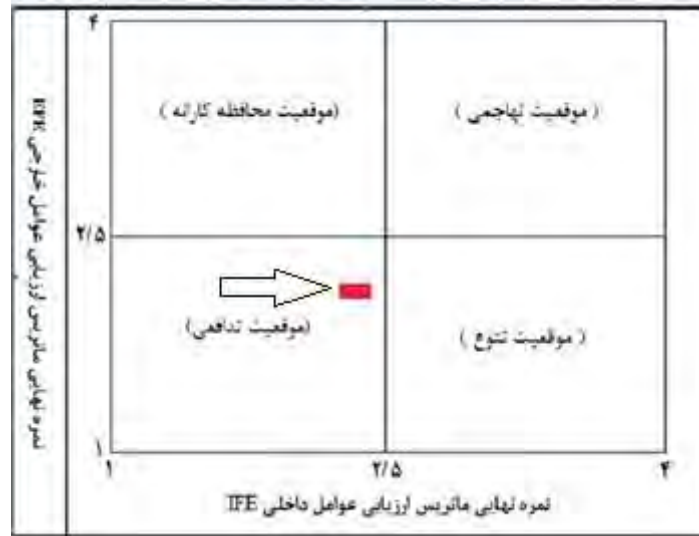 نمره نهایی ماتریس ارزیابی عوامل خارجی EFE
۴
(موقعیت محافظه کارانه )
( موقعیت تهاجمی )
۲/۵
(موقعیت تدافعی)
( موقعیت تنوع )
۱
۱
۲/۵
۴
نمره نهایی ماتریس ارزیابی عوامل داخلی IFE